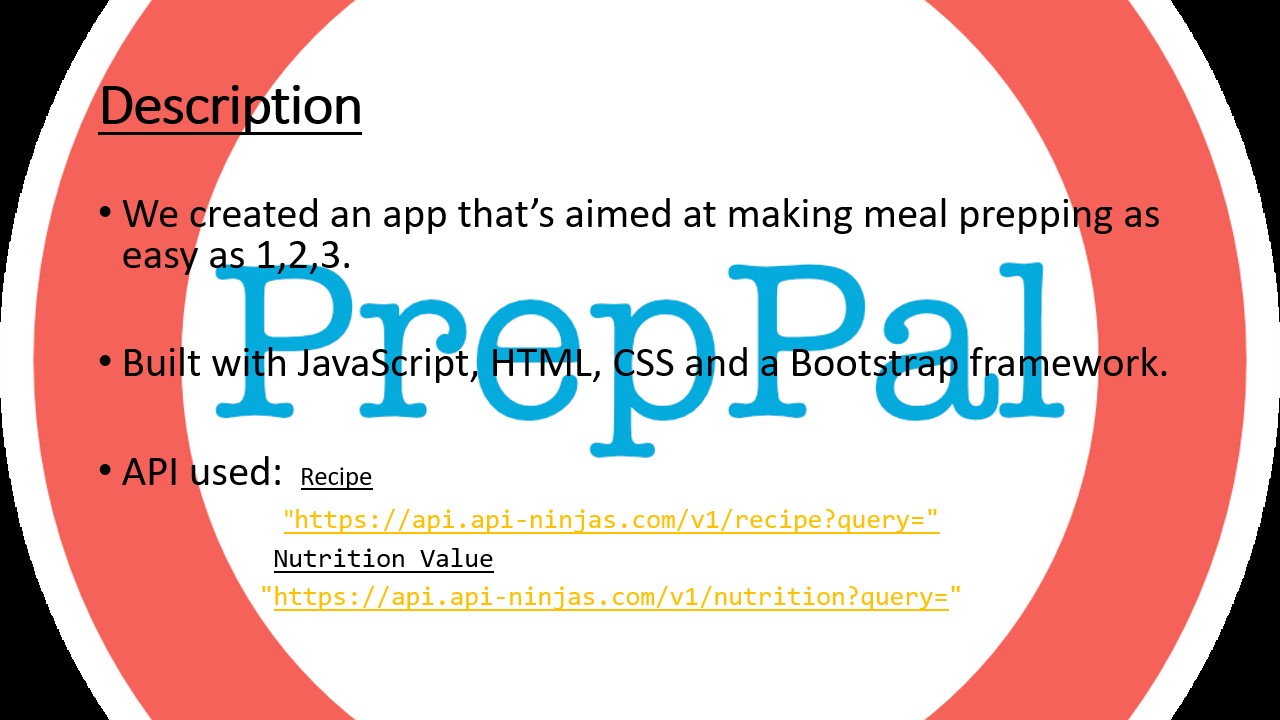 Description
• We created an app that’s aimed at making meal prepping as
easy as 1,2,3.
PrepPal
• Built with JavaScript, HTML, CSS and a Bootstrap framework.
• API used: Recipe
"https://api.api-ninjas.com/v1/recipe?query="
Nutrition Value
"https://api.api-ninjas.com/v1/nutrition?query="